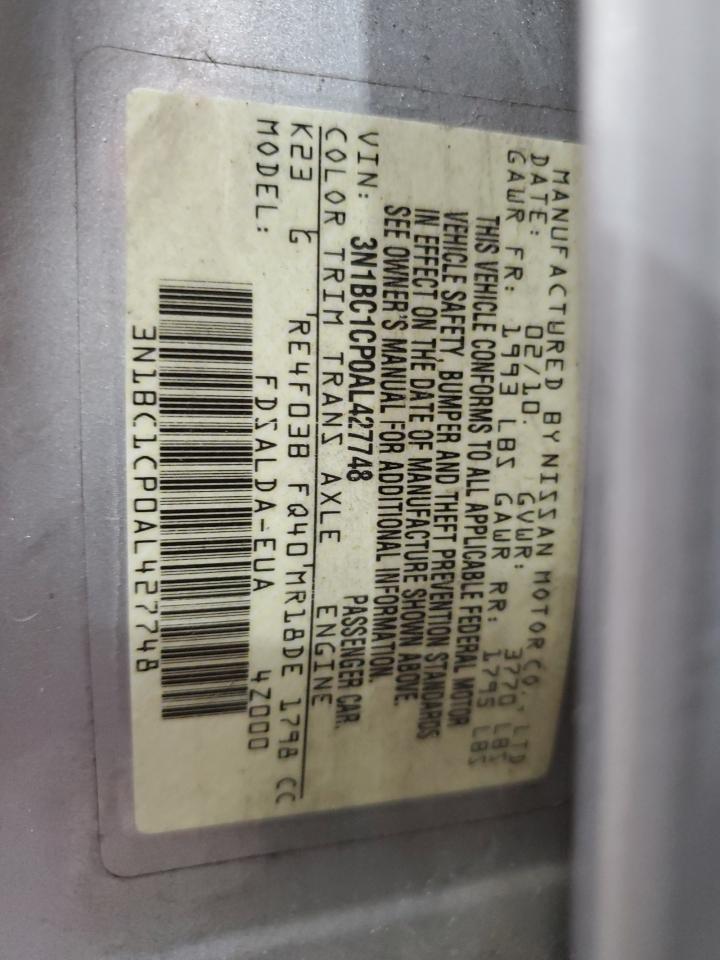 MANUFACTURED BY NISSAN MOTOR CO., LTD.
DATE: 02/10. GVWR: 3770 LBS
GAWR FR: 1993 LBS GAWR RR: 1795 LBS
THIS VEHICLE CONFORMS TO ALL APPLICABLE FEDERAL MOTOR
VEHICLE SAFETY, BUMPER AND THEFT PREVENTION STANDARDS
IN EFFECT ON THE DATE OF MANUFACTURE SHOWN ABOVE.
SEE OWNER'S MANUAL FOR ADDITIONAL INFORMATION.
VIN: 3N1BC1CP0AL427748 PASSENGER CAR.
COLOR TRIM TRANS AXLE ENGINE
K23 G RE4F03B FQ40 MR18DE 1798 CC
MODEL: FDSALDA-EUA 4Z000
3N1BC1CP0AL427748